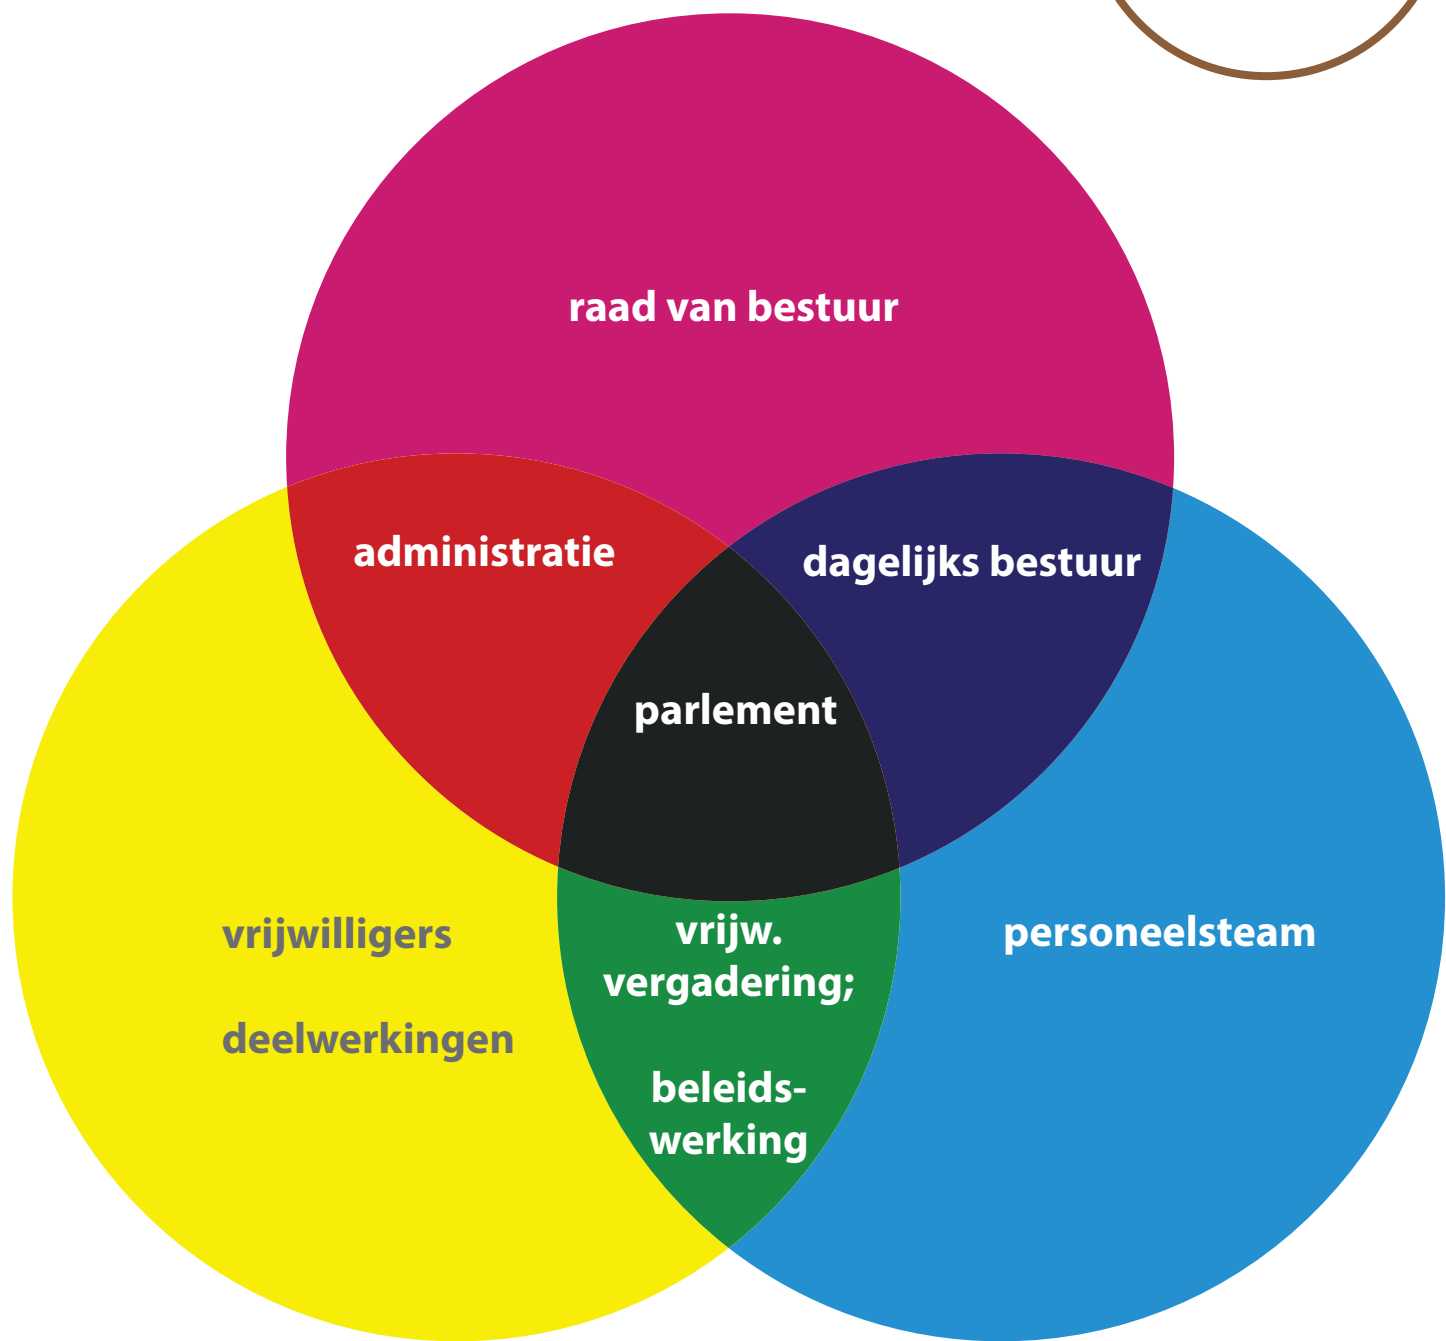 raad van bestuur
administratie
dagelijks bestuur
parlement
vrijwilligers
deelwerkingen
vrijw.
vergadering;
beleids-
werking
personeelsteam